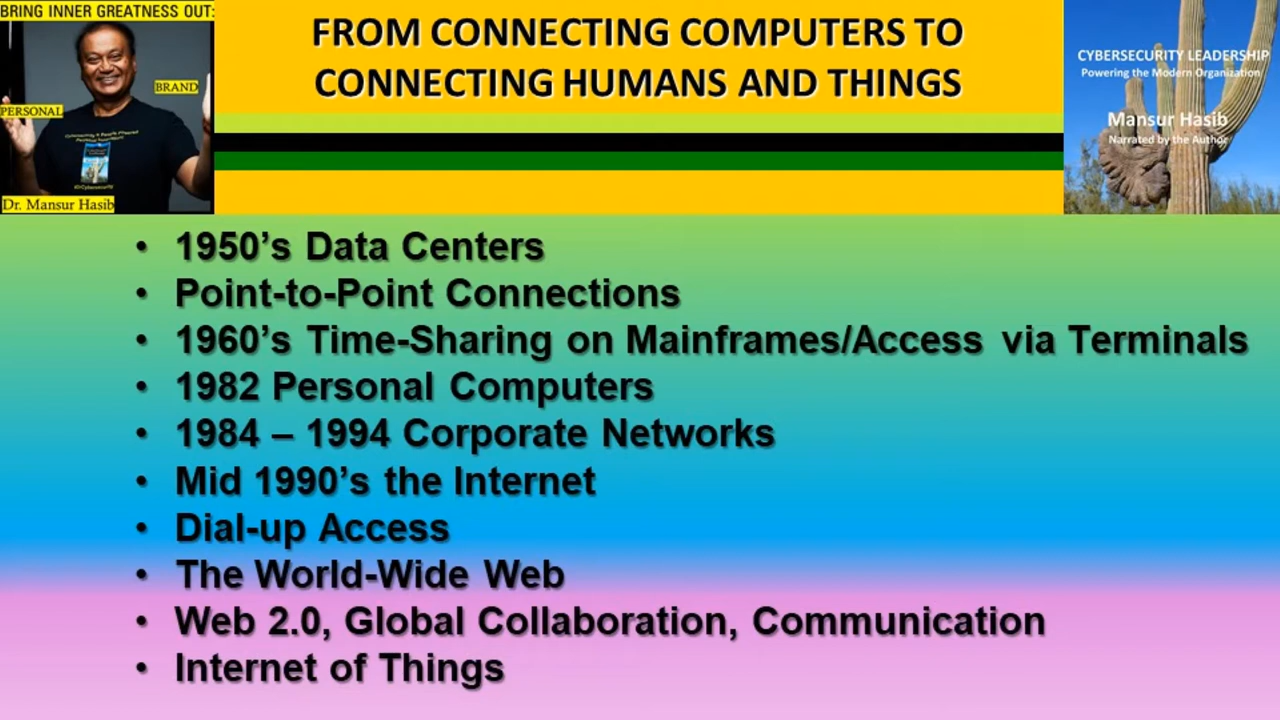 BRING INNER GREATNESS OUT:
BRAND
PERSONAL
Dr. Mansur Hasib
FROM CONNECTING COMPUTERS TO
CONNECTING HUMANS AND THINGS
CYBERSECURITY LEADERSHIP
Powering the Modern Organization
Mansur Hasib
Narrated by the Author
• 1950’s Data Centers
• Point-to-Point Connections
• 1960’s Time-Sharing on Mainframes/Access via Terminals
• 1982 Personal Computers
• 1984 – 1994 Corporate Networks
• Mid 1990’s the Internet
• Dial-up Access
• The World-Wide Web
• Web 2.0, Global Collaboration, Communication
• Internet of Things